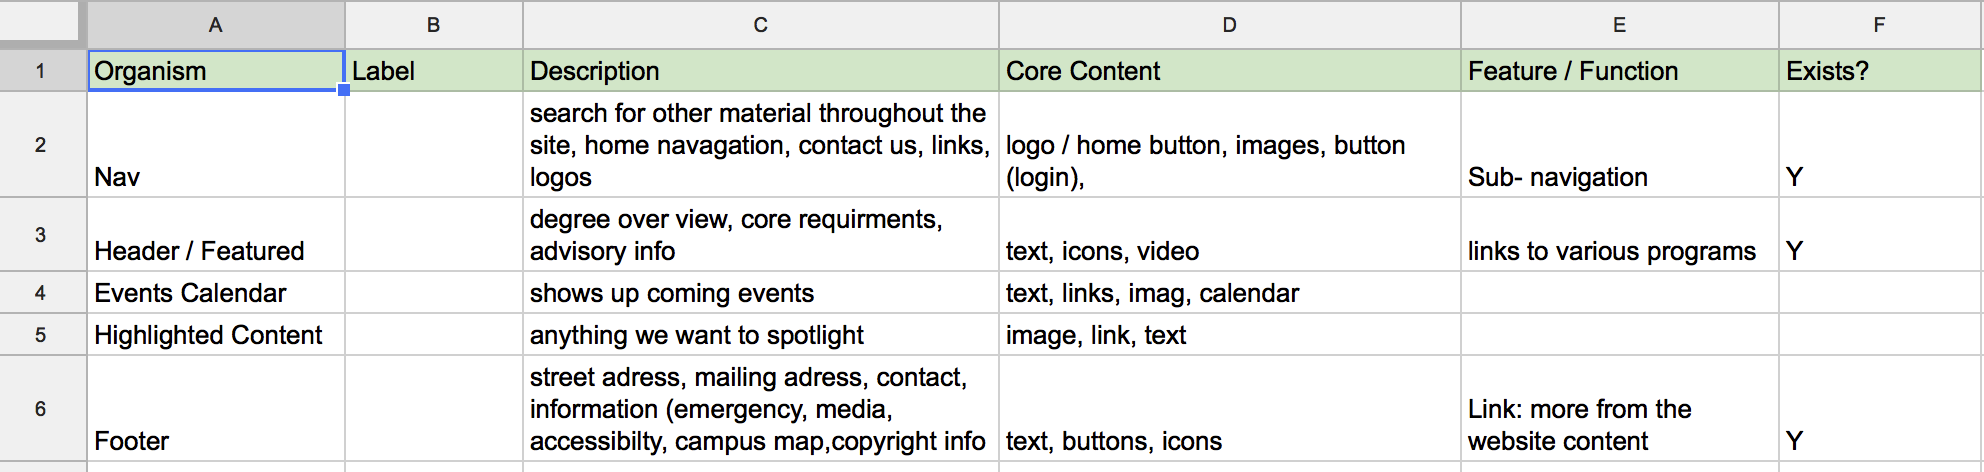 A B C D E F
1 Organism Label Description Core Content Feature / Function Exists?
search for other material throughout the
2 site, home navagation, contact us, links, logo / home button, images, button
Nav logos (login), Sub- navigation Y
3 degree over view, core requirments,
Header / Featured advisory info text, icons, video links to various programs Y
4 Events Calendar shows up coming events text, links, imag, calendar
5 Highlighted Content anything we want to spotlight image, link, text
street adress, mailing adress, contact,
6 information (emergency, media, Link: more from the
Footer accessibilty, campus map,copyright info text, buttons, icons website content Y